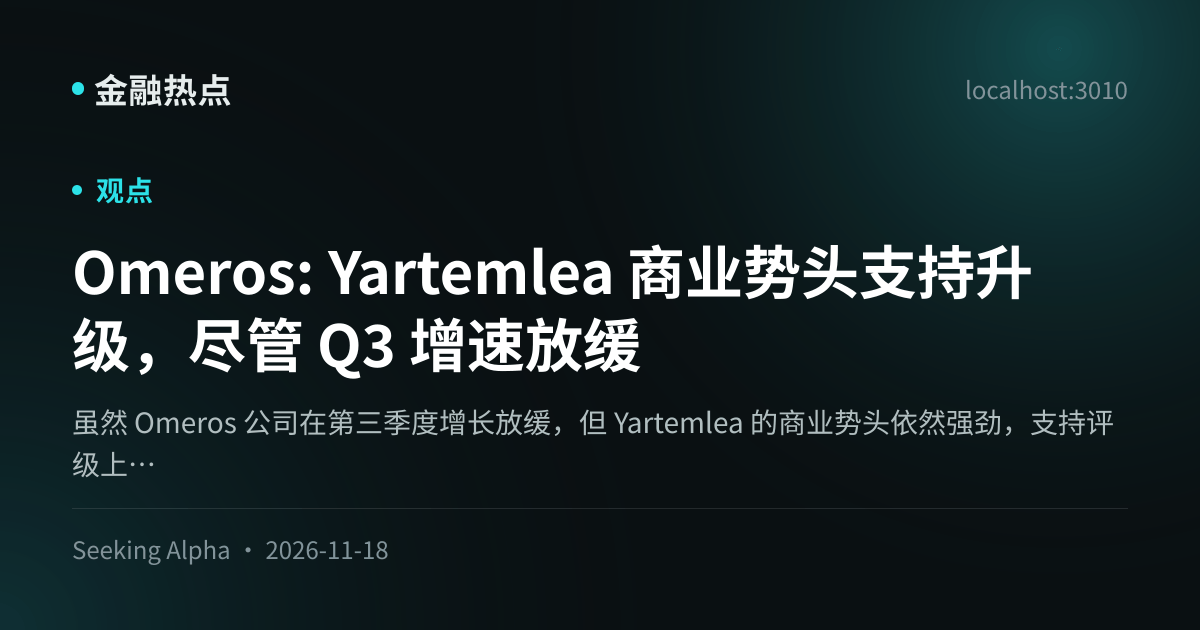 金融热点
localhost:3010
观点
Omeros: Yartemlea 商业势头支持升
级，尽管 Q3 增速放缓
虽然 Omeros 公司在第三季度增长放缓，但 Yartemlea 的商业势头依然强劲，支持评
级上…
Seeking Alpha · 2026-11-18